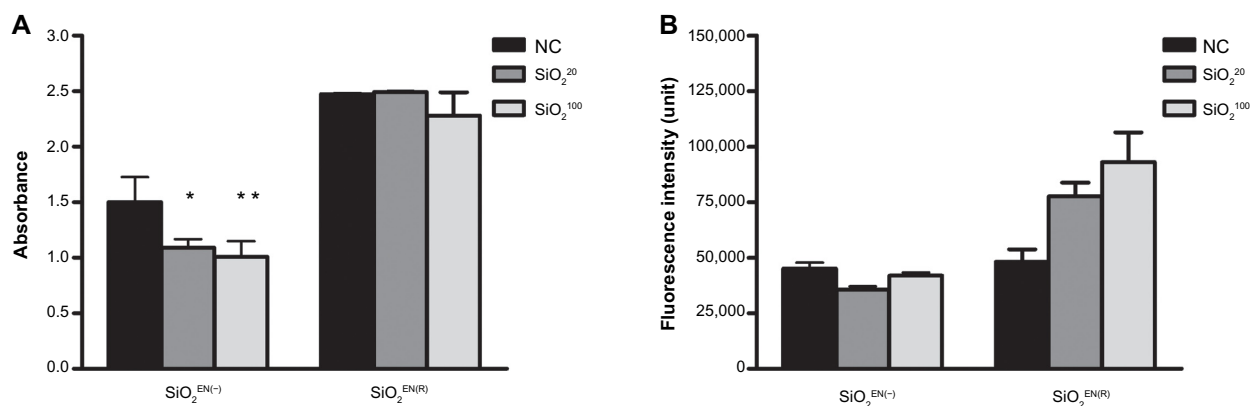 A
Absorbance
3.0
2.5
2.0
1.5
1.0
0.5
0.0
NC
SiO₂²⁰
SiO₂¹⁰⁰
*
**
SiO₂ᴱᴺ⁽⁻⁾
SiO₂ᴱᴺ⁽ᴿ⁾
B
Fluorescence intensity (unit)
150,000
125,000
100,000
75,000
50,000
25,000
0
NC
SiO₂²⁰
SiO₂¹⁰⁰
SiO₂ᴱᴺ⁽⁻⁾
SiO₂ᴱᴺ⁽ᴿ⁾